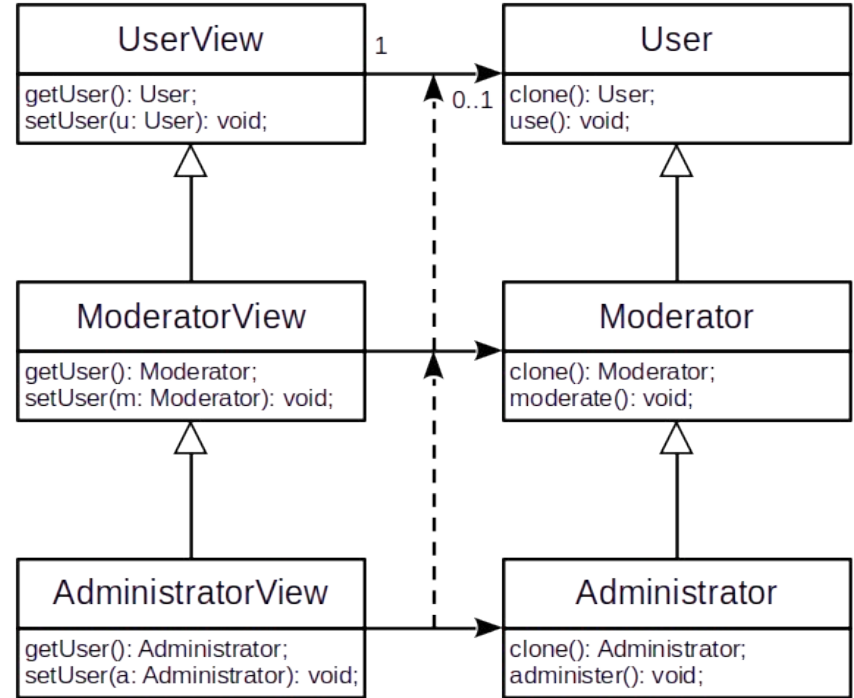 UserView
getUser(): User;
setUser(u: User): void;
1
0..1
User
clone(): User;
use(): void;
ModeratorView
getUser(): Moderator;
setUser(m: Moderator): void;
Moderator
clone(): Moderator;
moderate(): void;
AdministratorView
getUser(): Administrator;
setUser(a: Administrator): void;
Administrator
clone(): Administrator;
administer(): void;